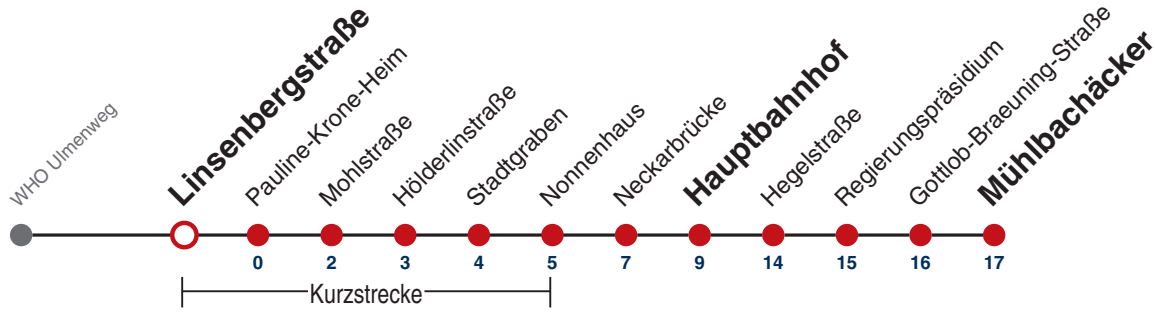 WHO Ulmenweg
Linsenbergstraße
Pauline-Krone-Heim
Mohlstraße
Hölderlinstraße
Stadtgraben
Nonnenhaus
Neckarbrücke
Hauptbahnhof
Hegelstraße
Regierungspräsidium
Gottlob-Braeuning-Straße
Mühlbachäcker
0 2 3 4 5 7 9 14 15 16 17
Kurzstrecke